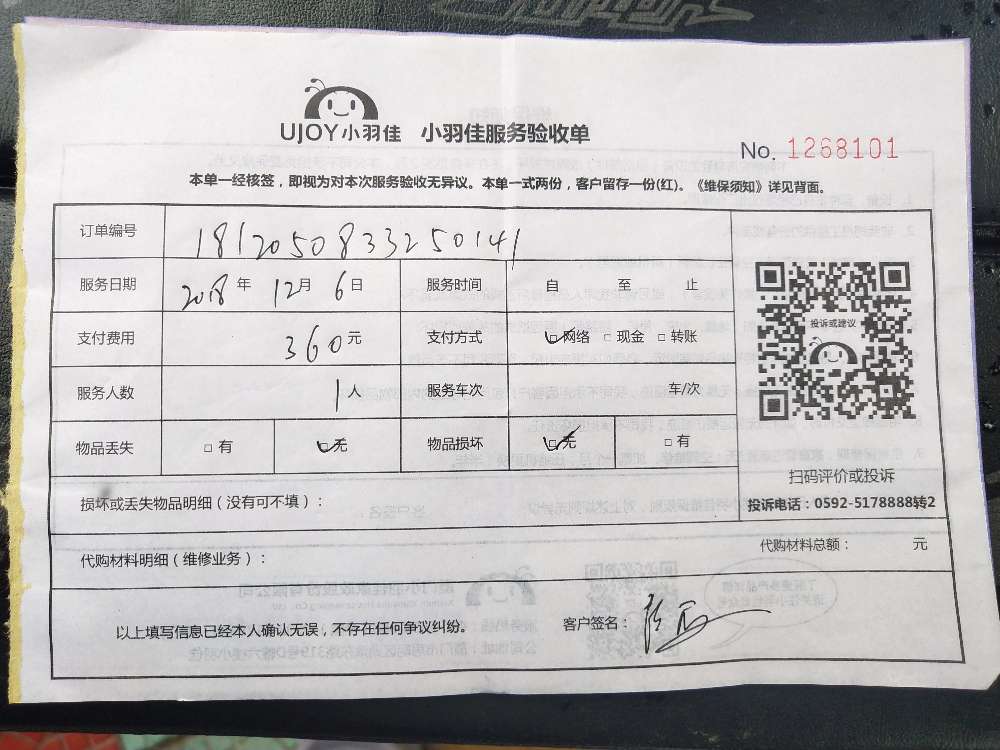 UJOY小羽佳 小羽佳服务验收单
No. 1268101
本单一经核签，即视为对本次服务验收无异议。本单一式两份，客户留存一份(红)。《维保须知》详见背面。
订单编号 1812050833250141
服务日期 2018 年 12 月 6 日 服务时间 自 至 止
支付费用 360 元 支付方式 ☑网络 □ 现金 □ 转账
服务人数 1 人 服务车次 车/次
物品丢失 □ 有 ☑无 物品损坏 ☑无 □ 有
投诉或建议
扫码评价或投诉
投诉电话：0592-5178888转2
损坏或丢失物品明细（没有可不填）：
代购材料明细（维修业务）： 代购材料总额： 元
以上填写信息已经本人确认无误，不存在任何争议纠纷。 客户签名：